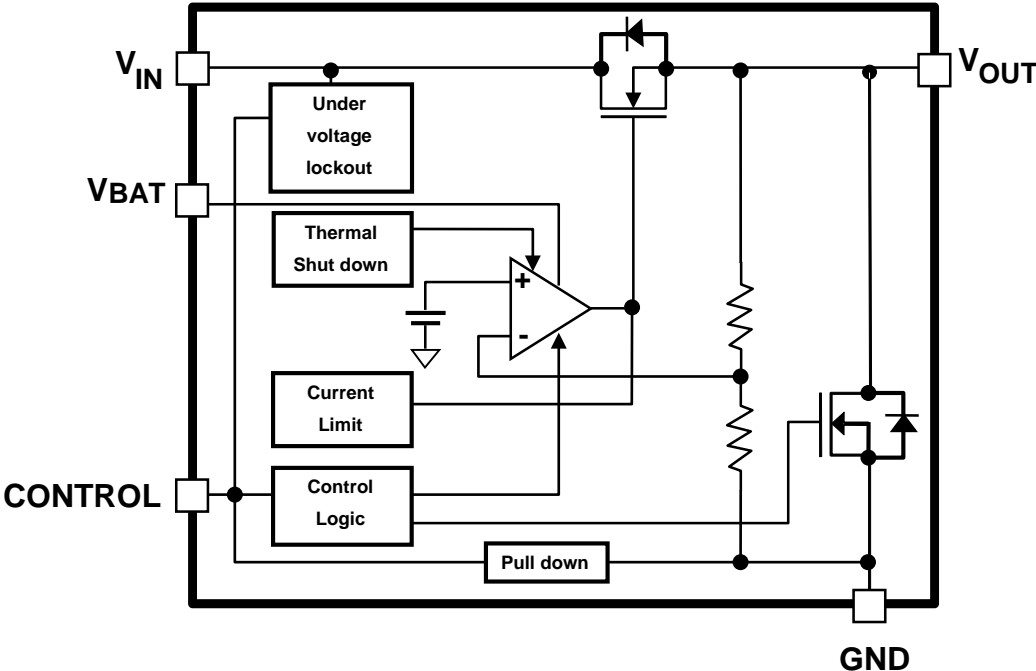 VIN
VOUT
Under
voltage
lockout
VBAT
Thermal
Shut down
+
-
Current
Limit
CONTROL
Control
Logic
Pull down
GND